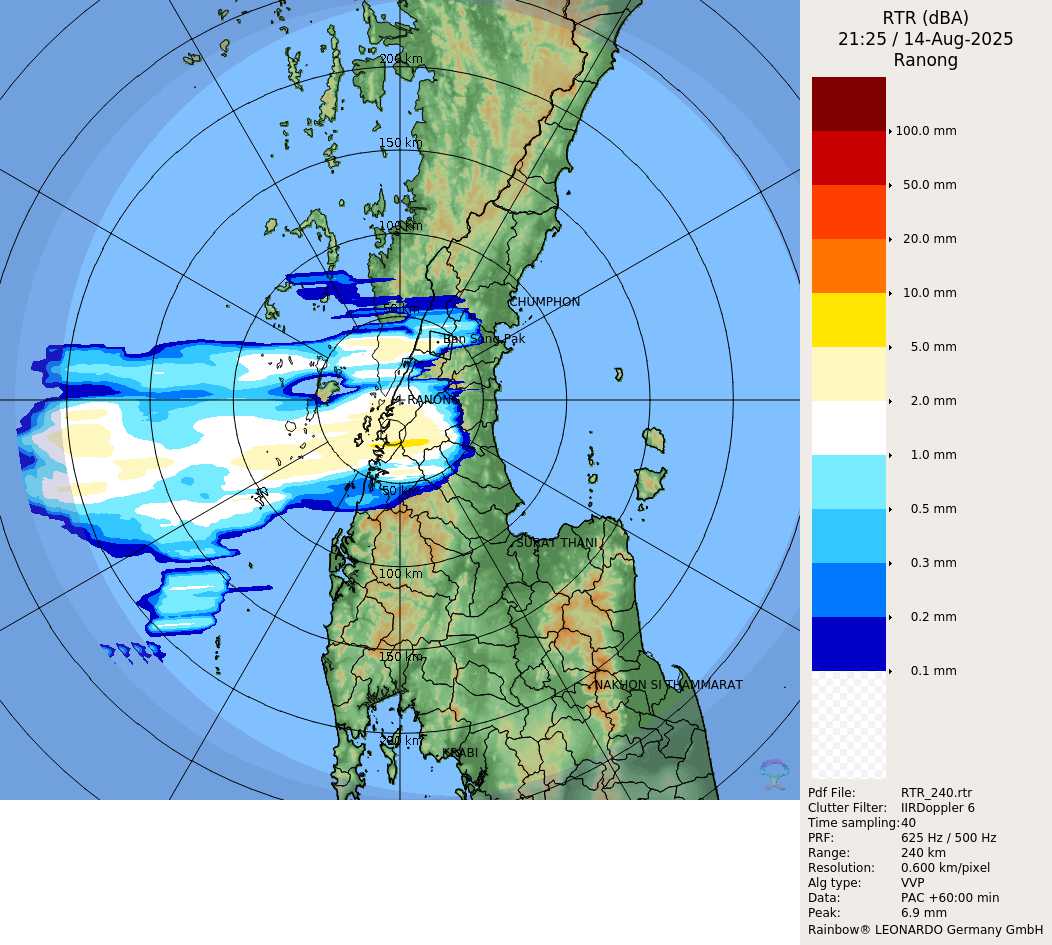 RTR (dBA)
21:25 / 14-Aug-2025
Ranong
200 km
150 km
100 km
50 km
CHUMPHON
Ban Song Pak
RANONG
50 km
SURAT THANI
100 km
150 km
NAKHON SI THAMMARAT
200 km
KRABI
100.0 mm
50.0 mm
20.0 mm
10.0 mm
5.0 mm
2.0 mm
1.0 mm
0.5 mm
0.3 mm
0.2 mm
0.1 mm
Pdf File: RTR_240.rtr
Clutter Filter: IIRDoppler 6
Time sampling:40
PRF: 625 Hz / 500 Hz
Range: 240 km
Resolution: 0.600 km/pixel
Alg type: VVP
Data: PAC +60:00 min
Peak: 6.9 mm
Rainbow® LEONARDO Germany GmbH